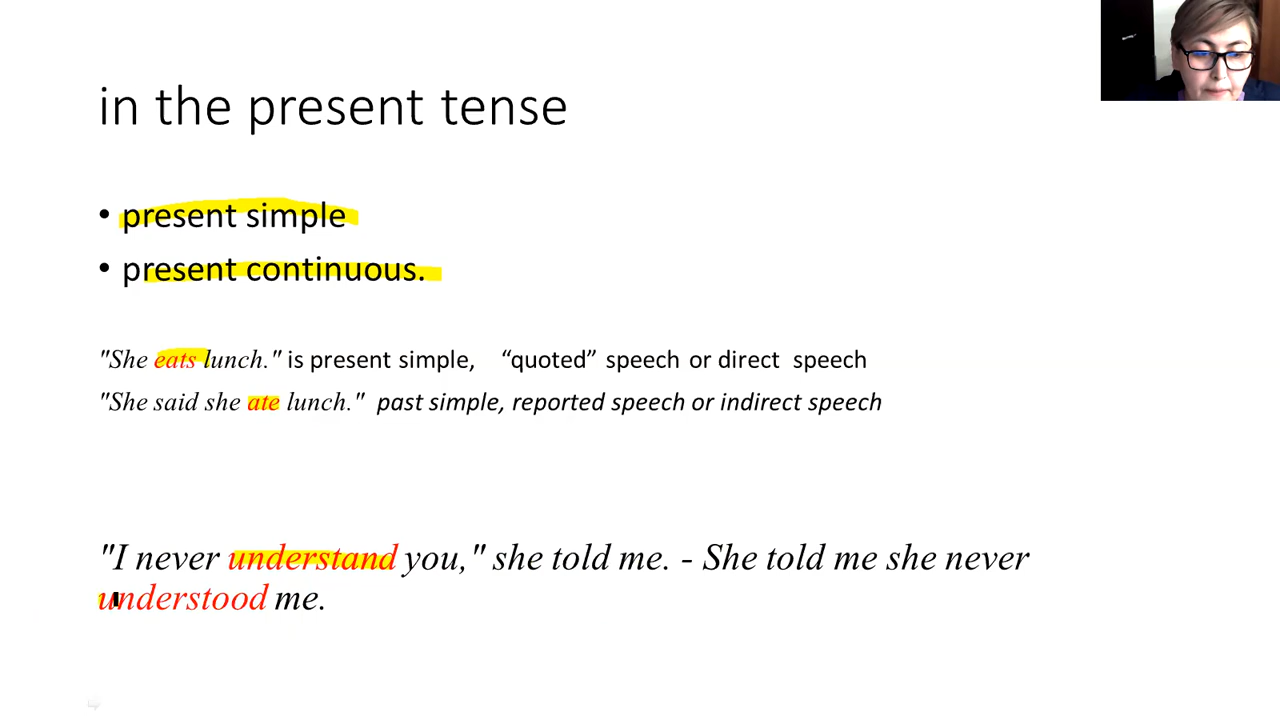 in the present tense
• present simple
• present continuous.
"She eats lunch." is present simple, “quoted” speech or direct speech
"She said she ate lunch." past simple, reported speech or indirect speech
"I never understand you," she told me. - She told me she never
understood me.